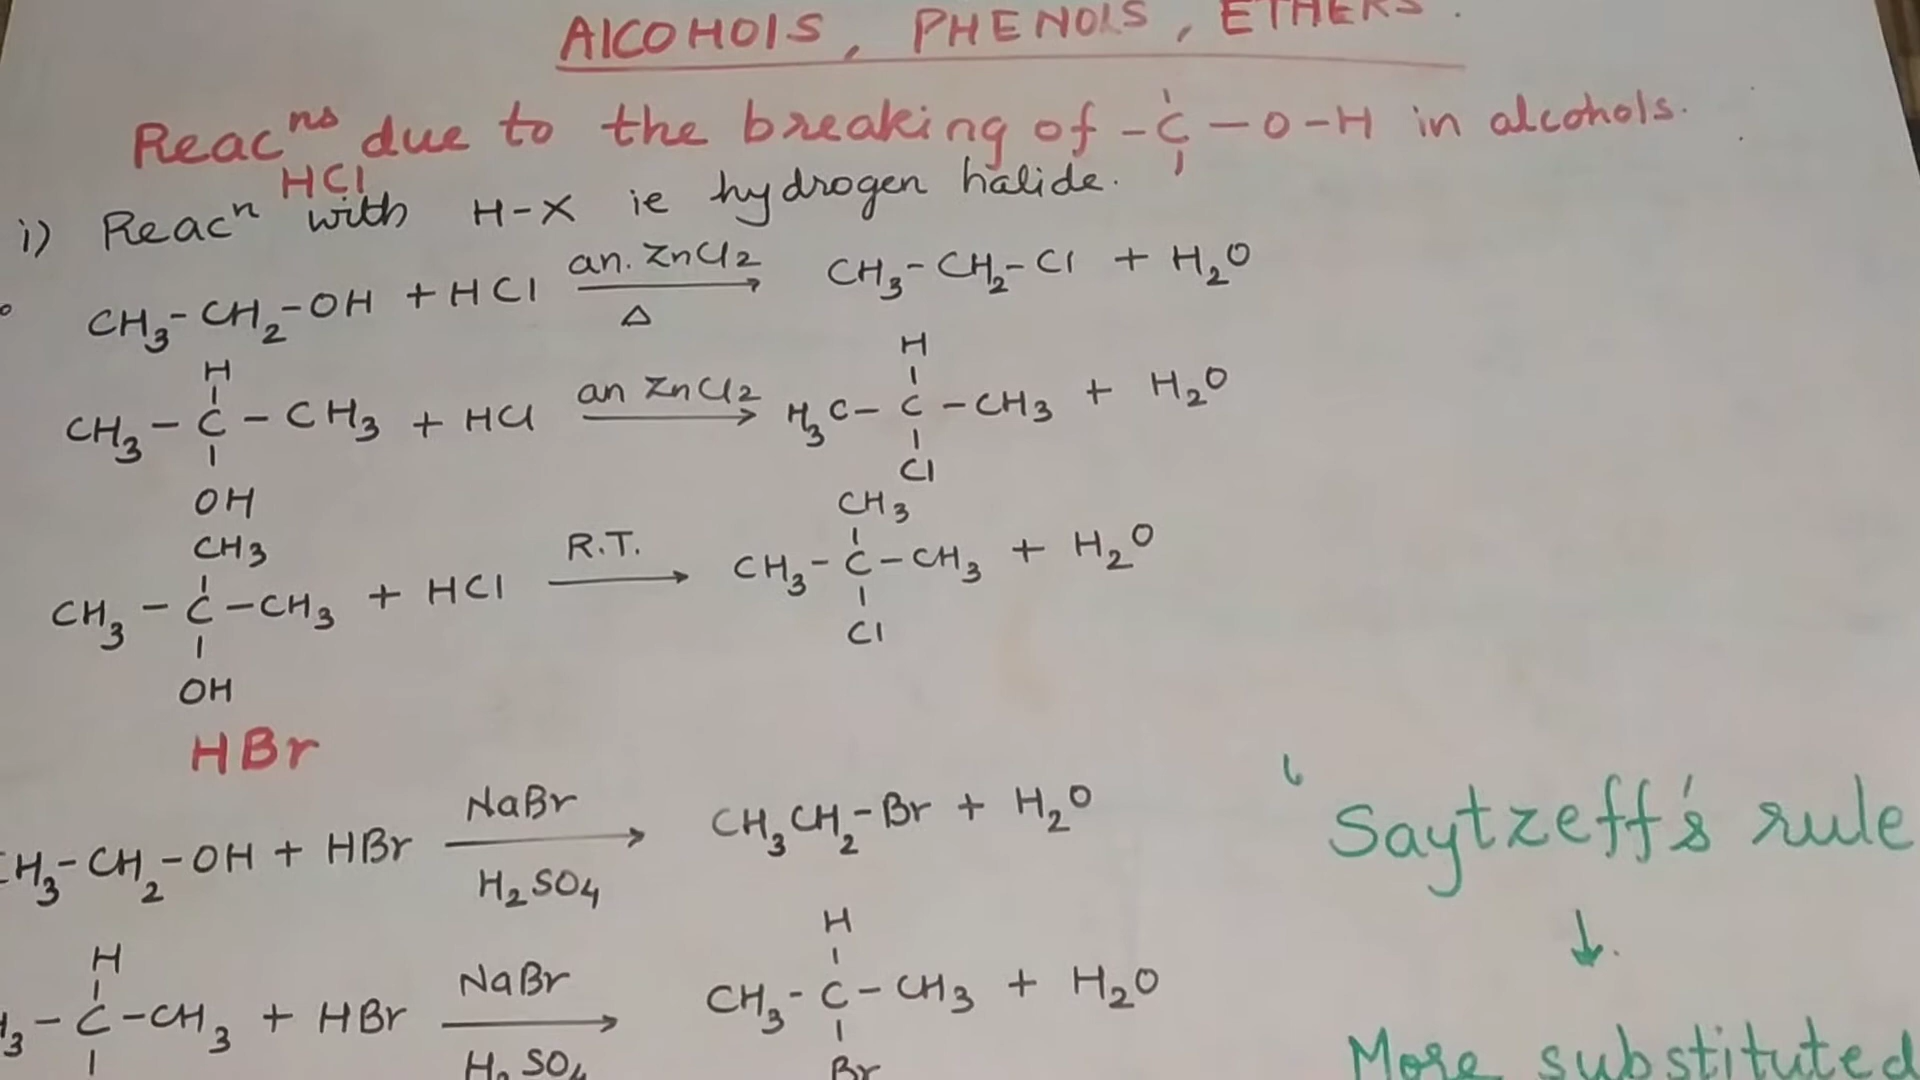 AlCOHOlS, PHENOlS, ETHERS.
Reacns due to the breaking of -C-O-H in alcohols.
HCl
i) Reacn with H-X ie hydrogen halide.
CH3-CH2-OH + HCl an. ZnCl2 Δ CH3-CH2-Cl + H2O
H
H
CH3-C-CH3 + HCl an ZnCl2 H3C-C-CH3 + H2O
OH
Cl
CH3
CH3
CH3-C-CH3 + HCl R.T. CH3-C-CH3 + H2O
OH
Cl
HBr
CH3-CH2-OH + HBr NaBr H2SO4 CH3CH2-Br + H2O
H
H
H3-C-CH3 + HBr NaBr H2SO4 CH3-C-CH3 + H2O
Br
Saytzeff's rule
↓
More substituted